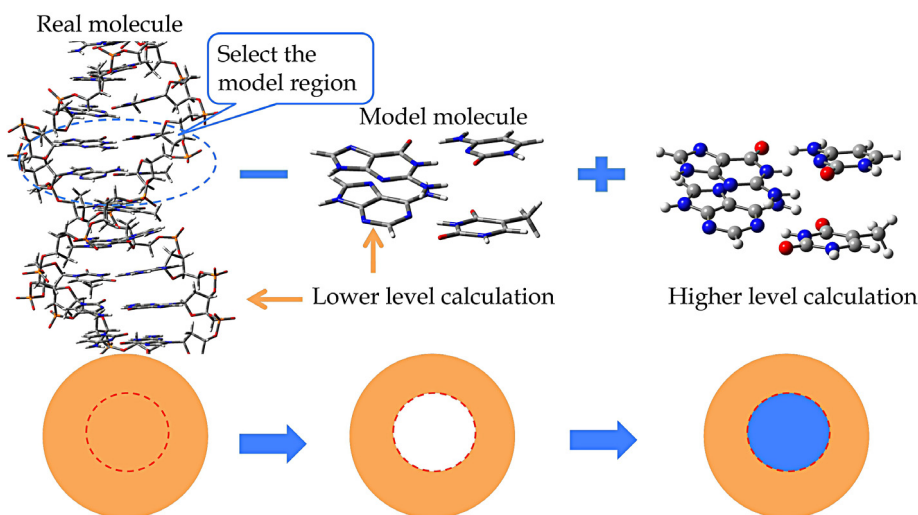 Real molecule
Select the
model region
Model molecule
Lower level calculation
Higher level calculation